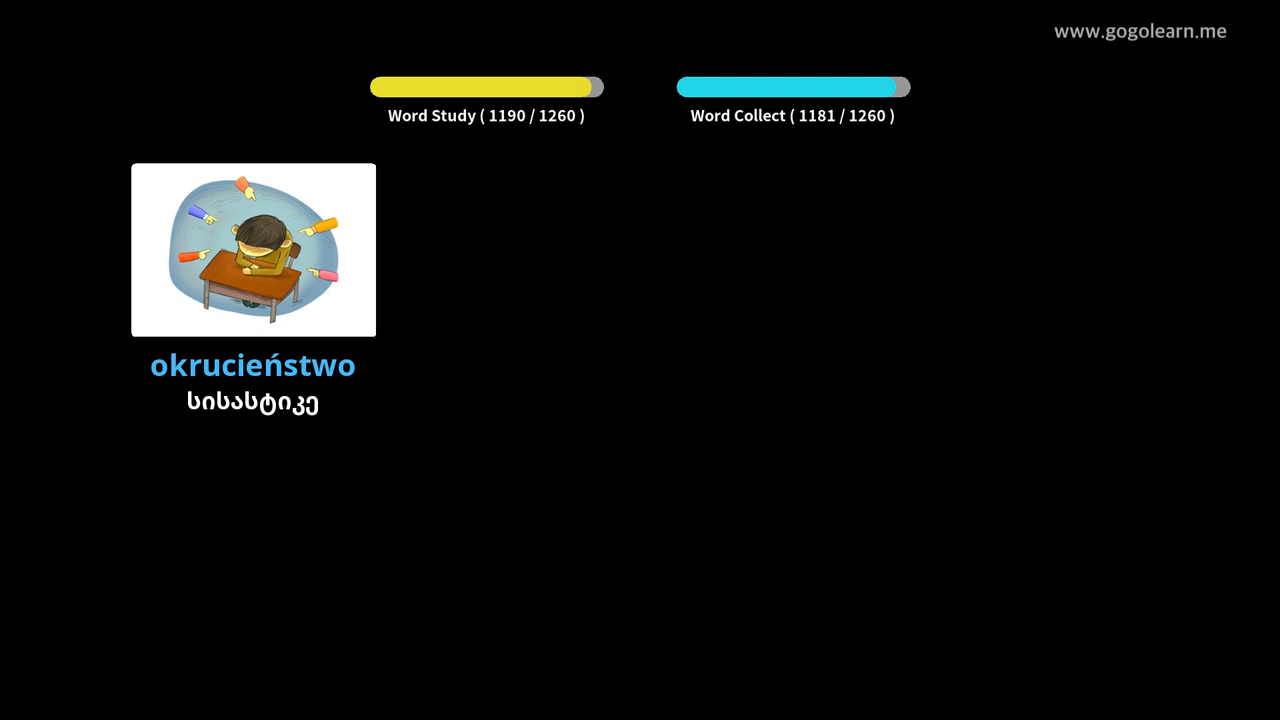 www.gogolearn.me
Word Study ( 1190 / 1260 )
Word Collect ( 1181 / 1260 )
okrucieństwo
სისასტიკე